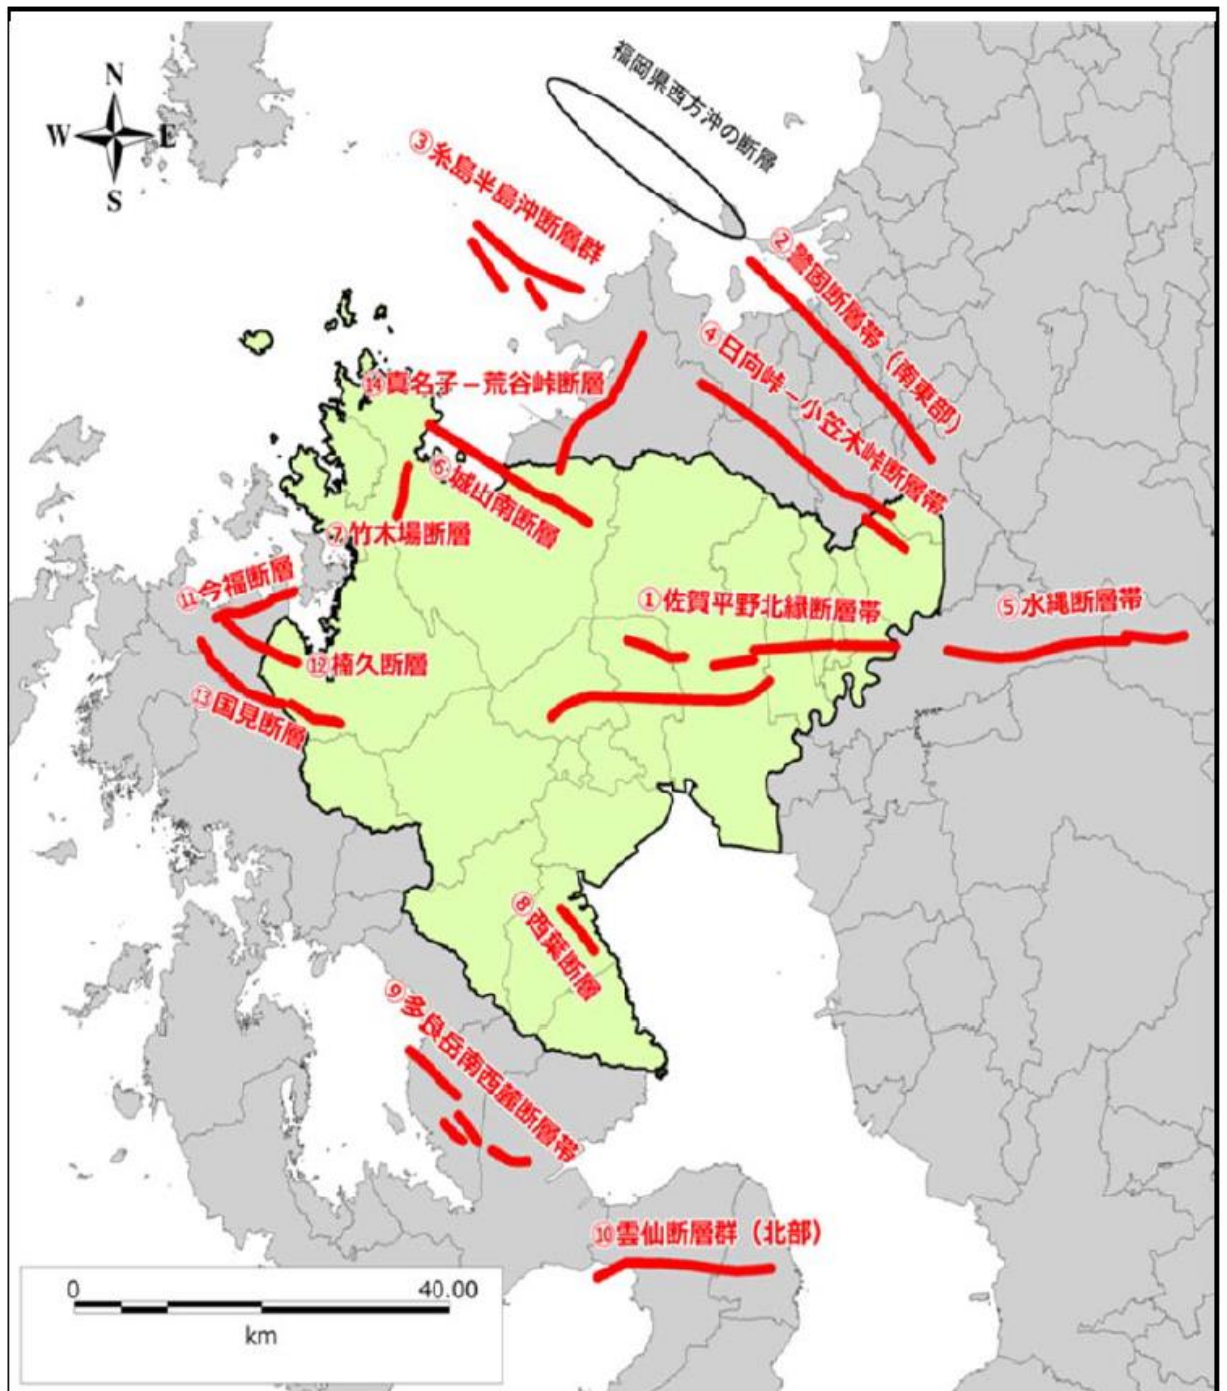 N
W E
S
福岡県西方沖の断層
③糸島半島沖断層群
②警固断層帯（南東部）
④日向峠－小笠木峠断層帯
⑭真名子－荒谷峠断層
⑥城山南断層
⑦竹木場断層
⑪今福断層
①佐賀平野北縁断層帯
⑤水縄断層帯
⑫楠久断層
⑬国見断層
⑧西葉断層
⑨多良岳南西麓断層帯
⑩雲仙断層群（北部）
0 40.00
km